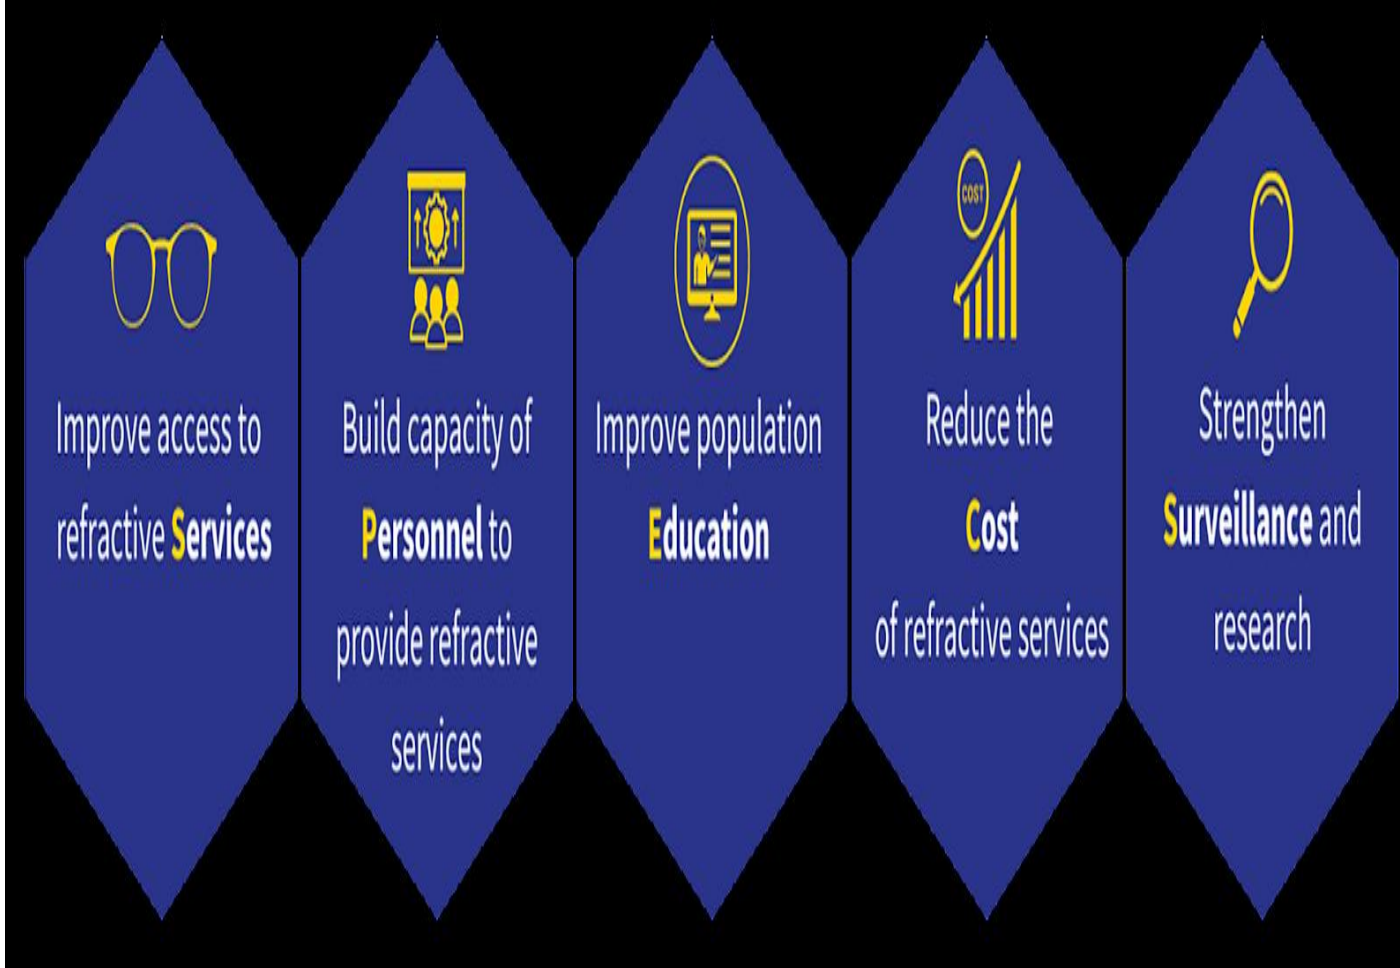 Improve access to
refractive Services
Build capacity of
Personnel to
provide refractive
services
Improve population
Education
COST
Reduce the
Cost
of refractive services
Strengthen
Surveillance and
research